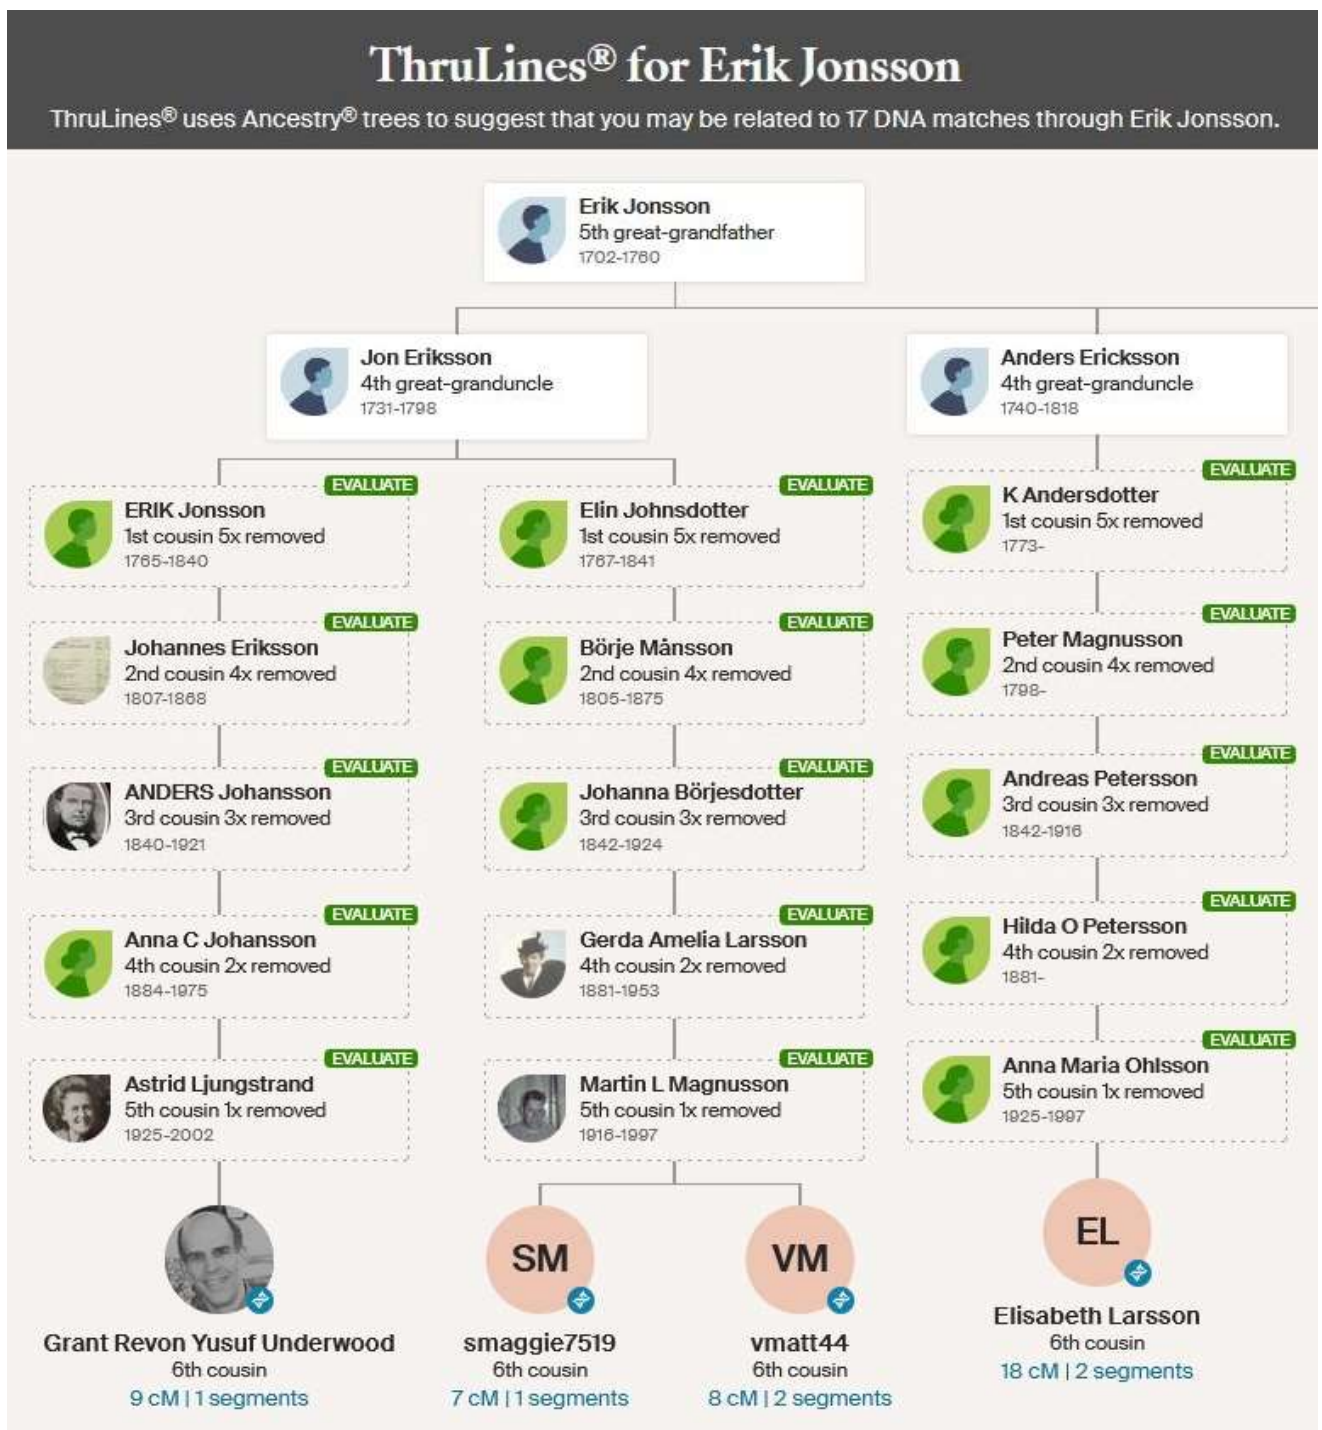 ThruLines® for Erik Jonsson
ThruLines® uses Ancestry® trees to suggest that you may be related to 17 DNA matches through Erik Jonsson.
Erik Jonsson
5th great-grandfather
1702-1760
Jon Eriksson
4th great-granduncle
1731-1798
Anders Ericksson
4th great-granduncle
1740-1818
EVALUATE
ERIK Jonsson
1st cousin 5x removed
1765-1840
EVALUATE
Johannes Eriksson
2nd cousin 4x removed
1807-1868
EVALUATE
ANDERS Johansson
3rd cousin 3x removed
1840-1921
EVALUATE
Anna C Johansson
4th cousin 2x removed
1884-1975
EVALUATE
Astrid Ljungstrand
5th cousin 1x removed
1925-2002
Grant Revon Yusuf Underwood
6th cousin
9 cM | 1 segments
EVALUATE
Elin Johnsdotter
1st cousin 5x removed
1767-1841
EVALUATE
Börje Månsson
2nd cousin 4x removed
1805-1875
EVALUATE
Johanna Börjesdotter
3rd cousin 3x removed
1842-1924
EVALUATE
Gerda Amelia Larsson
4th cousin 2x removed
1881-1953
EVALUATE
Martin L Magnusson
5th cousin 1x removed
1916-1997
SM
smaggie7519
6th cousin
7 cM | 1 segments
VM
vmatt44
6th cousin
8 cM | 2 segments
EVALUATE
K Andersdotter
1st cousin 5x removed
1773-
EVALUATE
Peter Magnusson
2nd cousin 4x removed
1798-
EVALUATE
Andreas Petersson
3rd cousin 3x removed
1842-1916
EVALUATE
Hilda O Petersson
4th cousin 2x removed
1881-
EVALUATE
Anna Maria Ohlsson
5th cousin 1x removed
1925-1997
EL
Elisabeth Larsson
6th cousin
18 cM | 2 segments